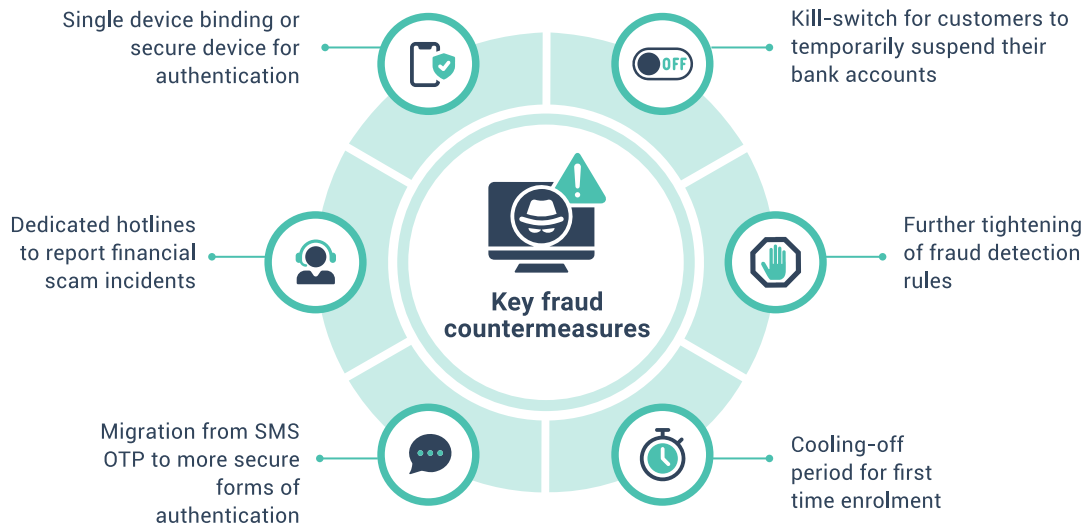 Single device binding or
secure device for
authentication
Kill-switch for customers to
temporarily suspend their
bank accounts
OFF
Dedicated hotlines
to report financial
scam incidents
Further tightening
of fraud detection
rules
Key fraud
countermeasures
Migration from SMS
OTP to more secure
forms of
authentication
Cooling-off
period for first
time enrolment